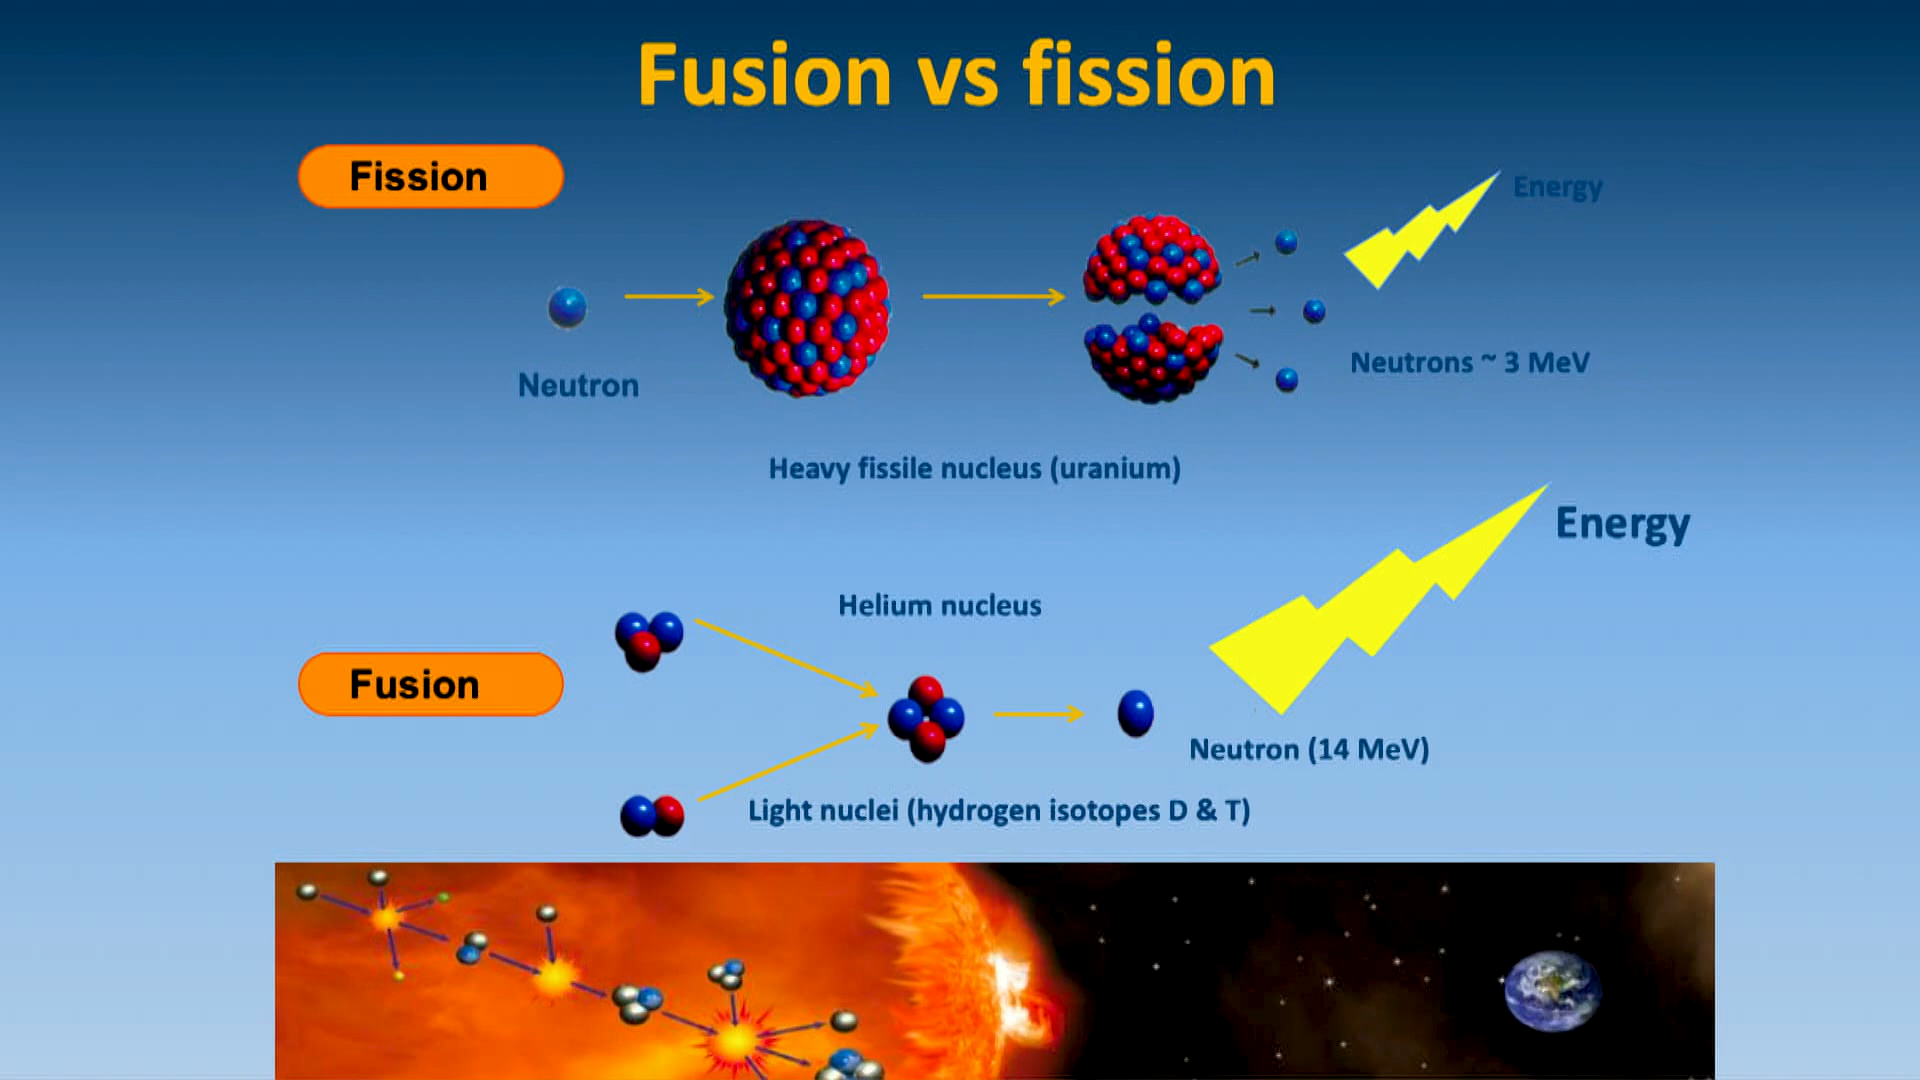 Fusion vs fission
Fission
Energy
Neutrons ~ 3 MeV
Neutron
Heavy fissile nucleus (uranium)
Energy
Helium nucleus
Fusion
Neutron (14 MeV)
Light nuclei (hydrogen isotopes D & T)